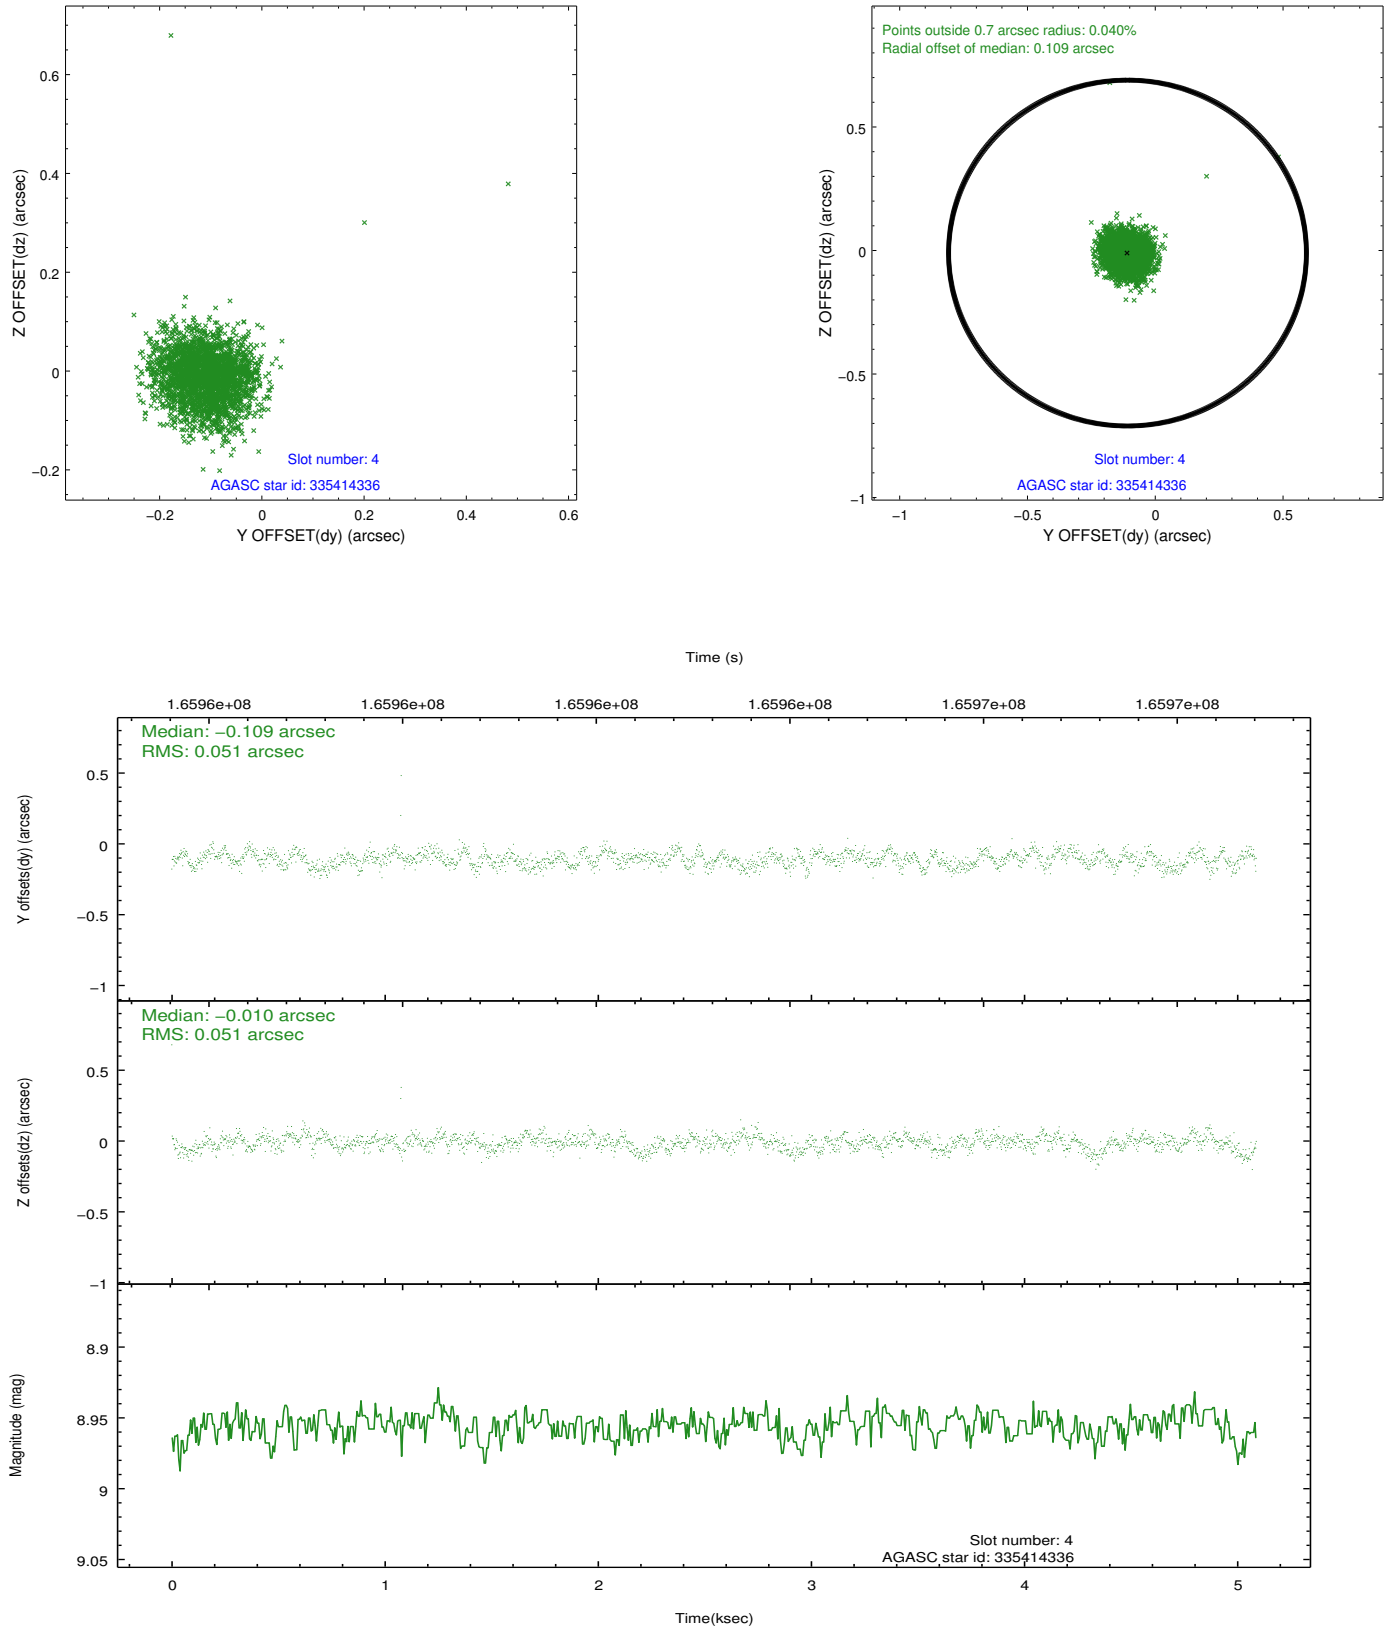 0.6
0.4
0.2
0
−0.2
Z OFFSET(dz) (arcsec)
Slot number: 4
AGASC star id: 335414336
−0.2 0 0.2 0.4 0.6
Y OFFSET(dy) (arcsec)
Points outside 0.7 arcsec radius: 0.040%
Radial offset of median: 0.109 arcsec
0.5
0
−0.5
−1
Z OFFSET(dz) (arcsec)
Slot number: 4
AGASC star id: 335414336
−1 −0.5 0 0.5
Y OFFSET(dy) (arcsec)
Time (s)
1.6596e+08 1.6596e+08 1.6596e+08 1.6596e+08 1.6597e+08 1.6597e+08
Median: −0.109 arcsec
RMS: 0.051 arcsec
0.5
0
−0.5
−1
Y offsets(dy) (arcsec)
Median: −0.010 arcsec
RMS: 0.051 arcsec
0.5
0
−0.5
−1
Z offsets(dz) (arcsec)
8.9
8.95
9
9.05
Magnitude (mag)
Slot number: 4
AGASC star id: 335414336
0 1 2 3 4 5
Time(ksec)